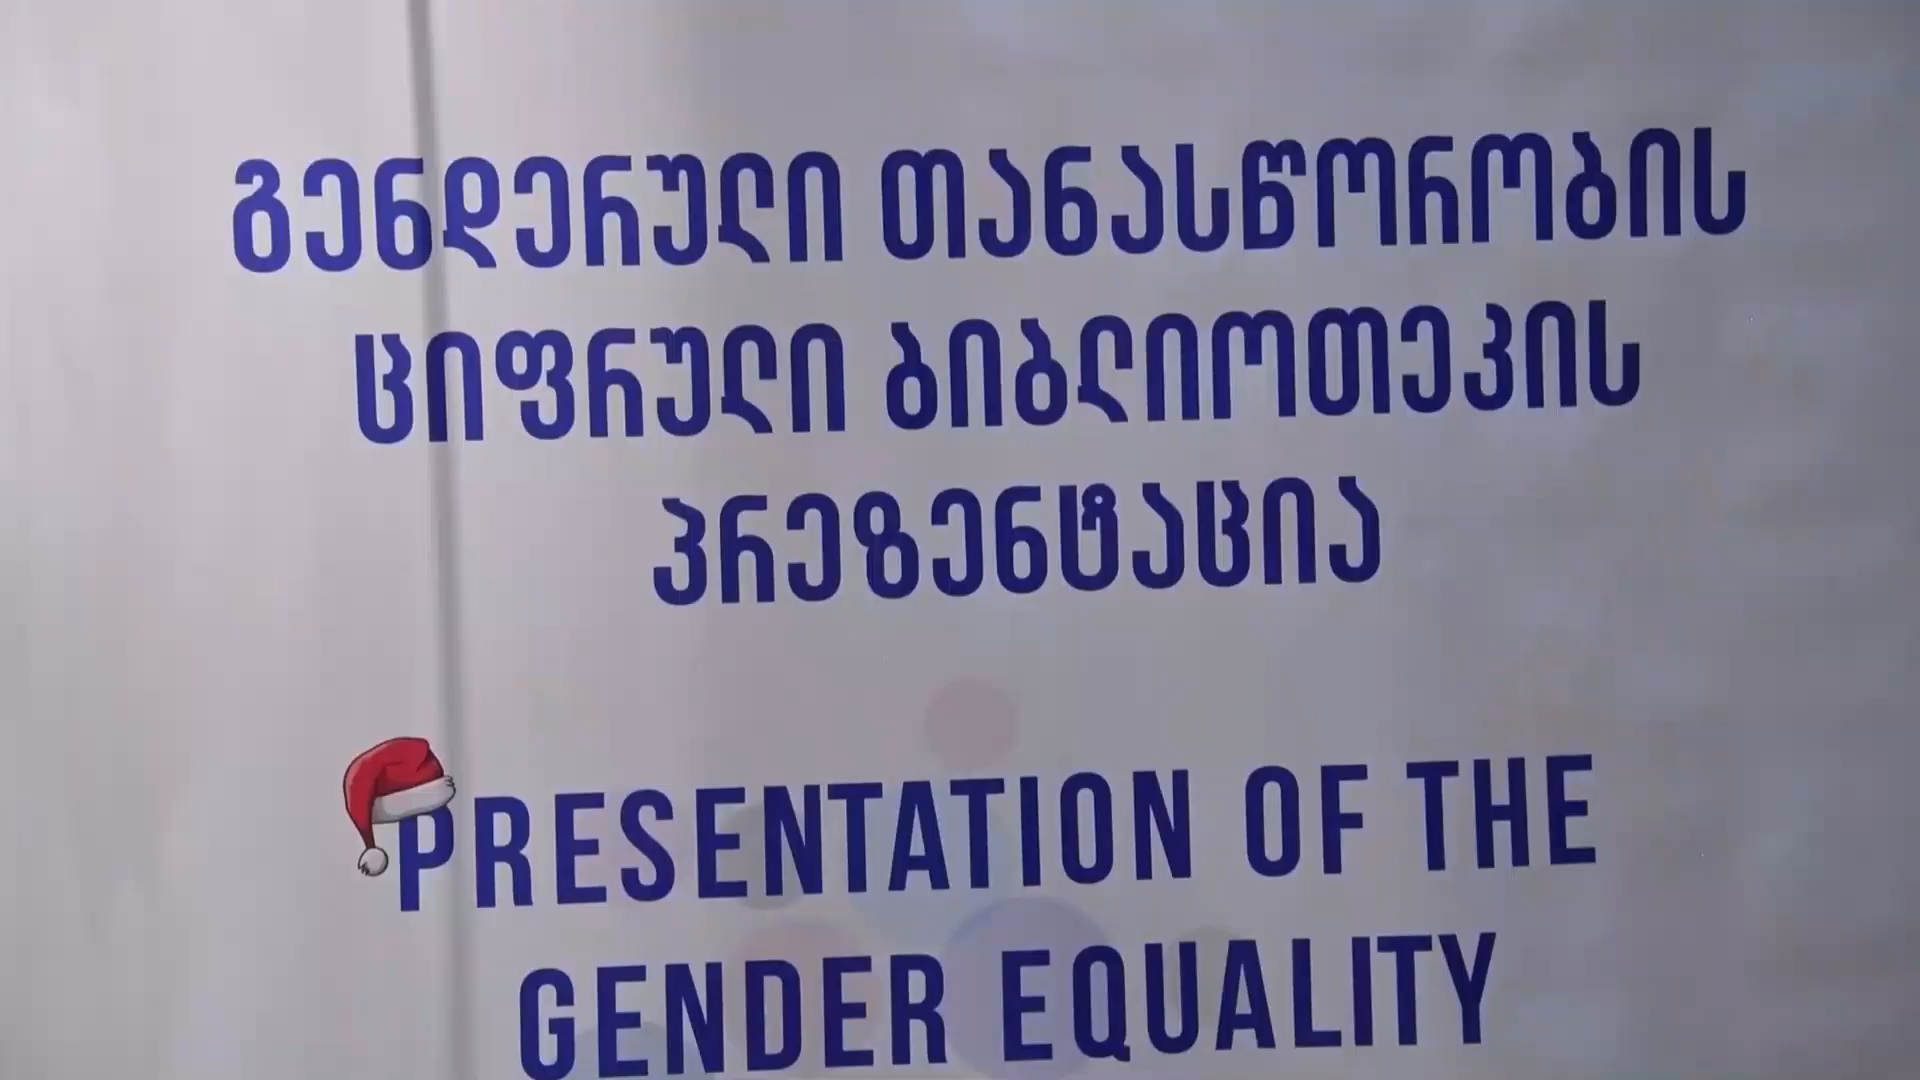 გენდერული თანასწორობის
ციფრული ბიბლიოთეკის
პრეზენტაცია
PRESENTATION OF THE
GENDER EQUALITY